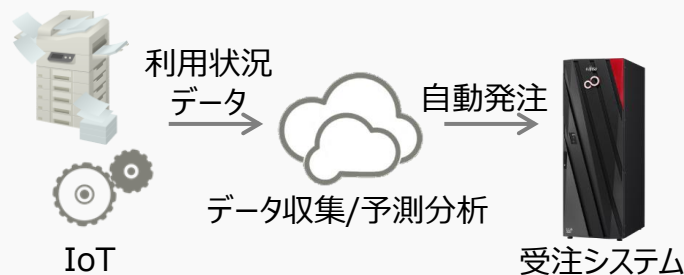 利用状況
データ
自動発注
データ収集/予測分析
IoT
受注システム